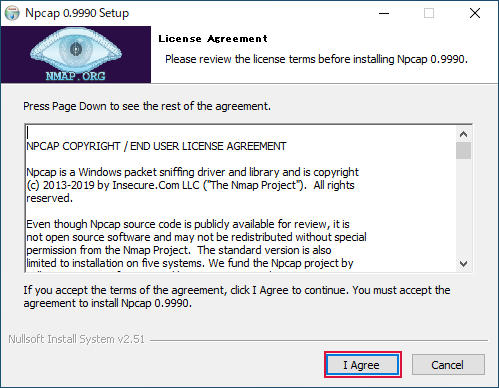 Npcap 0.9990 Setup
NMAP.ORG
License Agreement
Please review the license terms before installing Npcap 0.9990.
Press Page Down to see the rest of the agreement.
NPCAP COPYRIGHT / END USER LICENSE AGREEMENT
Npcap is a Windows packet sniffing driver and library and is copyright
(c) 2013-2019 by Insecure.Com LLC ("The Nmap Project").  All rights
reserved.
Even though Npcap source code is publicly available for review, it is
not open source software and may not be redistributed without special
permission from the Nmap Project.  The standard version is also
limited to installation on five systems. We fund the Npcap project by
If you accept the terms of the agreement, click I Agree to continue. You must accept the
agreement to install Npcap 0.9990.
Nullsoft Install System v2.51
I Agree
Cancel